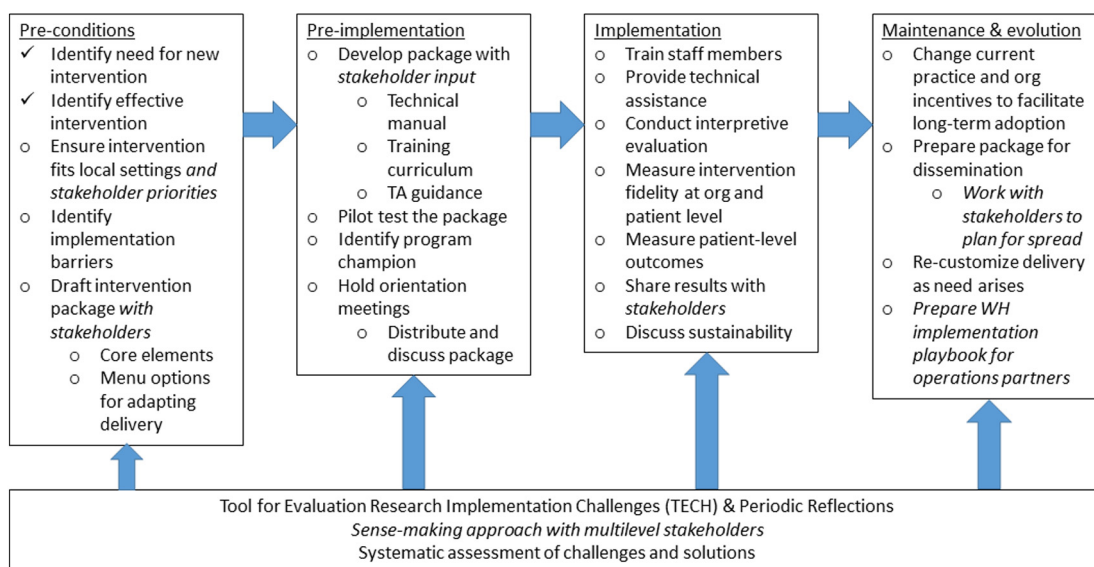 Pre-conditions
✓ Identify need for new
intervention
✓ Identify effective
intervention
o Ensure intervention
fits local settings and
stakeholder priorities
o Identify
implementation
barriers
o Draft intervention
package with
stakeholders
o Core elements
o Menu options
for adapting
delivery
Pre-implementation
o Develop package with
stakeholder input
o Technical
manual
o Training
curriculum
o TA guidance
o Pilot test the package
o Identify program
champion
o Hold orientation
meetings
o Distribute and
discuss package
Implementation
o Train staff members
o Provide technical
assistance
o Conduct interpretive
evaluation
o Measure intervention
fidelity at org and
patient level
o Measure patient-level
outcomes
o Share results with
stakeholders
o Discuss sustainability
Maintenance & evolution
o Change current
practice and org
incentives to facilitate
long-term adoption
o Prepare package for
dissemination
o Work with
stakeholders to
plan for spread
o Re-customize delivery
as need arises
o Prepare WH
implementation
playbook for
operations partners
Tool for Evaluation Research Implementation Challenges (TECH) & Periodic Reflections
Sense-making approach with multilevel stakeholders
Systematic assessment of challenges and solutions